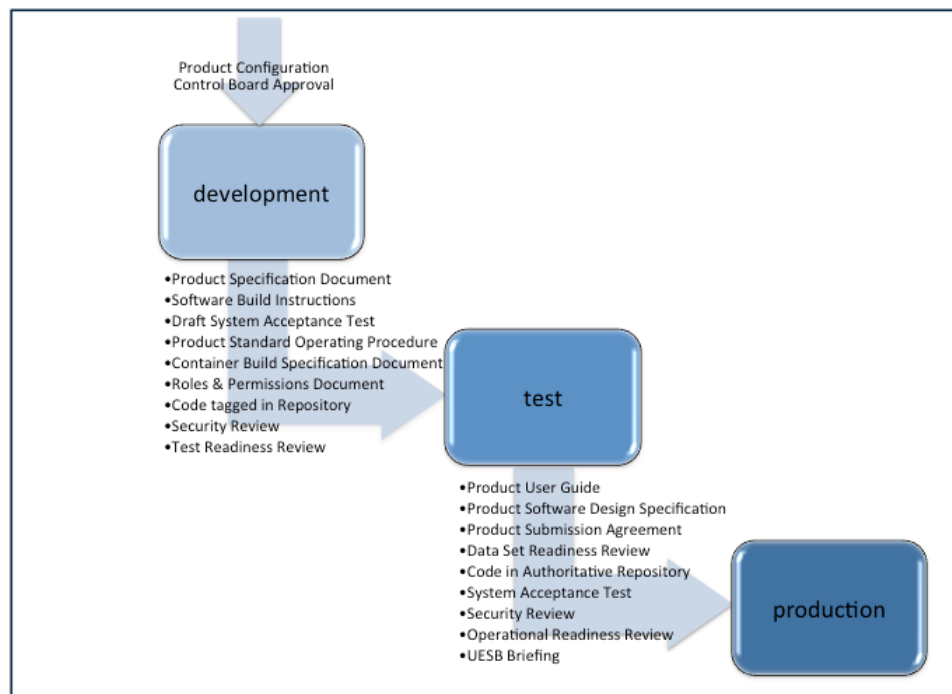 Product Configuration
Control Board Approval
development
•Product Specification Document
•Software Build Instructions
•Draft System Acceptance Test
•Product Standard Operating Procedure
•Container Build Specification Document
•Roles & Permissions Document
•Code tagged in Repository
•Security Review
•Test Readiness Review
test
•Product User Guide
•Product Software Design Specification
•Product Submission Agreement
•Data Set Readiness Review
•Code in Authoritative Repository
•System Acceptance Test
•Security Review
•Operational Readiness Review
•UESB Briefing
production